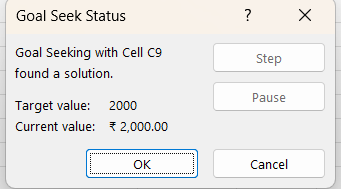 Goal Seek Status ? ×
Goal Seeking with Cell C9
found a solution.
Step
Pause
Target value: 2000
Current value: ₹ 2,000.00
OK Cancel